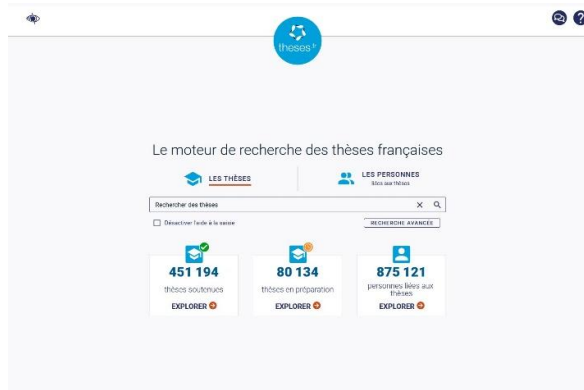 theses.fr
Le moteur de recherche des thèses françaises
LES THÈSES
LES PERSONNES
liées aux thèses
Rechercher des thèses
Désactiver l'aide à la saisie
RECHERCHE AVANCÉE
451 194
thèses soutenues
EXPLORER
80 134
thèses en préparation
EXPLORER
875 121
personnes liées aux
thèses
EXPLORER